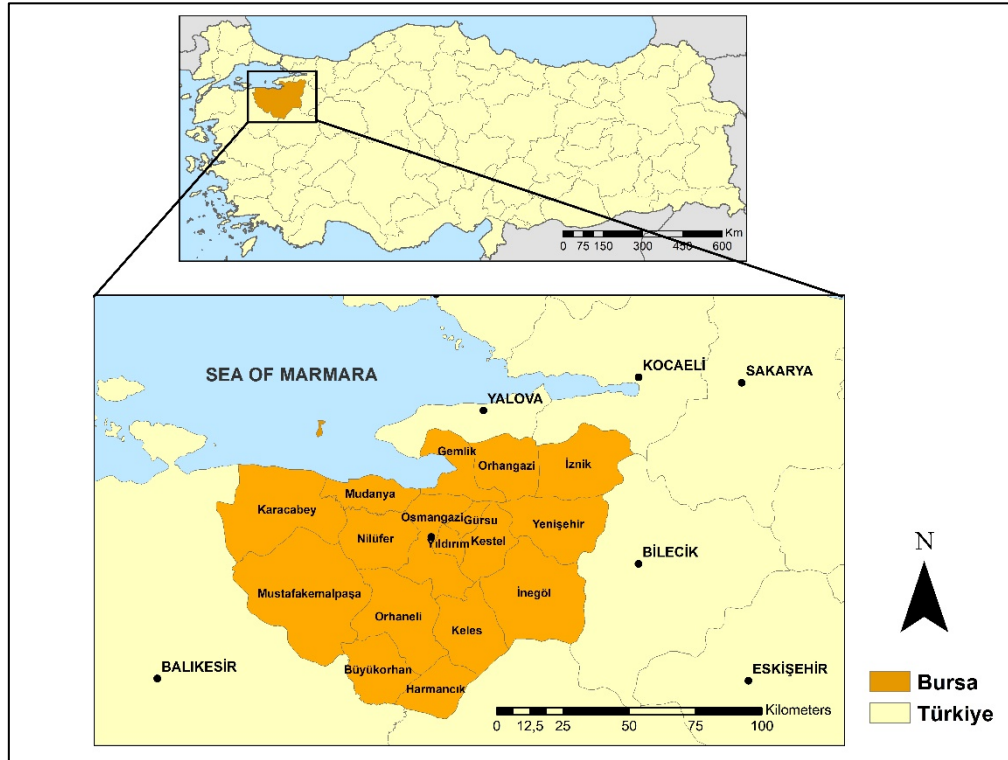 Km
0 75 150 300 450 600
SEA OF MARMARA
KOCAELİ
SAKARYA
YALOVA
Gemlik
Orhangazi
İznik
Karacabey
Mudanya
Osmangazi
Gürsu
Yenişehir
Nilüfer
Yıldırım
Kestel
BİLECİK
Mustafakemalpaşa
İnegöl
Orhaneli
Keles
BALIKESİR
Büyükorhan
Harmancık
ESKİŞEHİR
Kilometers
0 12,5 25 50 75 100
N
Bursa
Türkiye